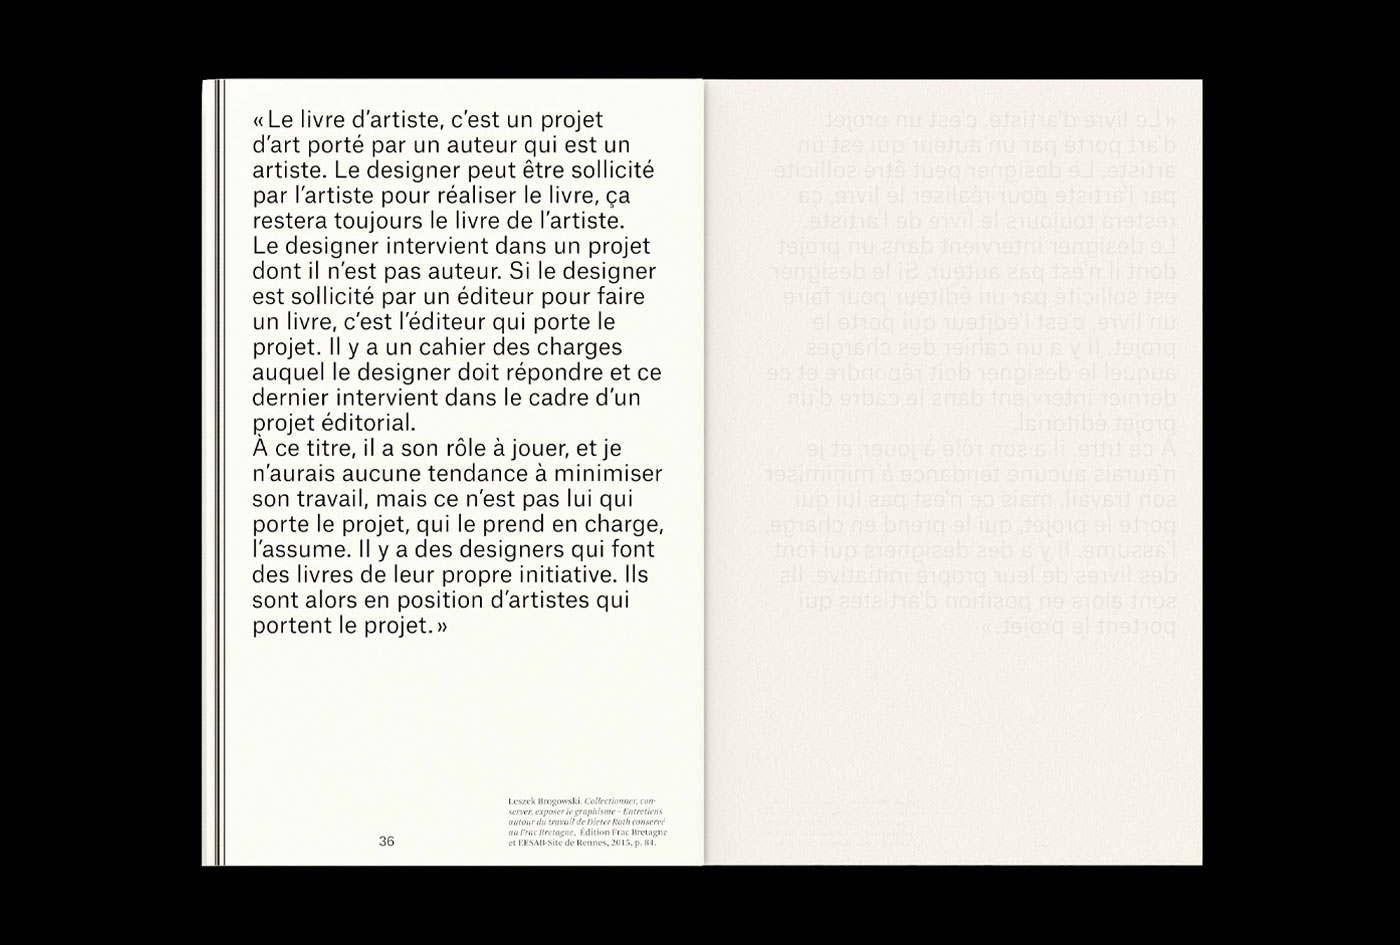 « Le livre d’artiste, c’est un projet
d’art porté par un auteur qui est un
artiste. Le designer peut être sollicité
par l’artiste pour réaliser le livre, ça
restera toujours le livre de l’artiste.
Le designer intervient dans un projet
dont il n’est pas auteur. Si le designer
est sollicité par un éditeur pour faire
un livre, c’est l’éditeur qui porte le
projet. Il y a un cahier des charges
auquel le designer doit répondre et ce
dernier intervient dans le cadre d’un
projet éditorial.
À ce titre, il a son rôle à jouer, et je
n’aurais aucune tendance à minimiser
son travail, mais ce n’est pas lui qui
porte le projet, qui le prend en charge,
l’assume. Il y a des designers qui font
des livres de leur propre initiative. Ils
sont alors en position d’artistes qui
portent le projet. »
Leszek Brogowski. Collectionner, con-
server, exposer le graphisme – Entretiens
autour du travail de Dieter Roth conservé
au Frac Bretagne, Édition Frac Bretagne
et EESAB-Site de Rennes, 2015, p. 84.
36